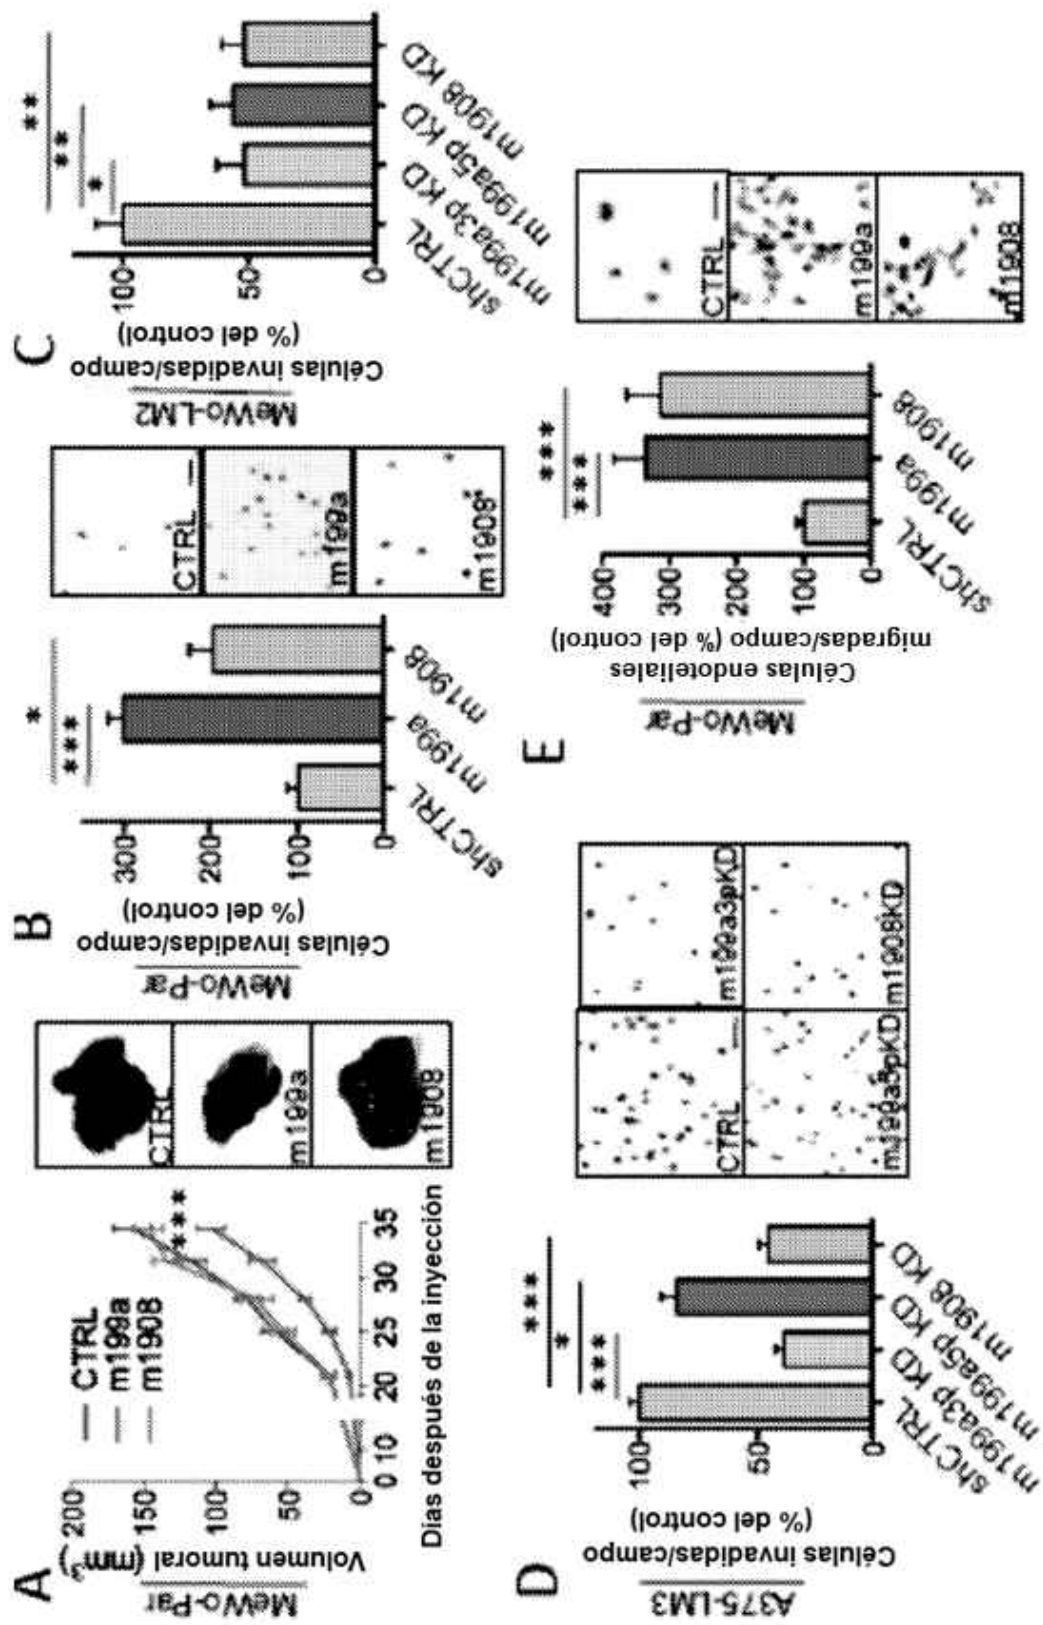 A
MeWo-Par
Volumen tumoral (mm3)
200
150
100
50
0
CTRL
m199a
m1908
***
0 10 20 25 30 35
Días después de la inyección
CTRL
m199a
m1908
B
MeWo-Par
Células invadidas/campo
(% del control)
300
200
100
0
*
***
shCTRL
m199a
m1908
CTRL
m199a
m1908
C
MeWo-LM2
Células invadidas/campo
(% del control)
100
50
0
**
**
*
shCTRL
m199a3p KD
m199a5p KD
m1908 KD
D
A375-LM3
Células invadidas/campo
(% del control)
100
50
0
***
*
***
shCTRL
m199a3p KD
m199a5p KD
m1908 KD
CTRL
m199a3pKD
m199a3pKD
m1908KD
E
MeWo-Par
Células endoteliales
migradas/campo (% del control)
400
300
200
100
0
***
***
shCTRL
m199a
m1908
CTRL
m199a
m1908